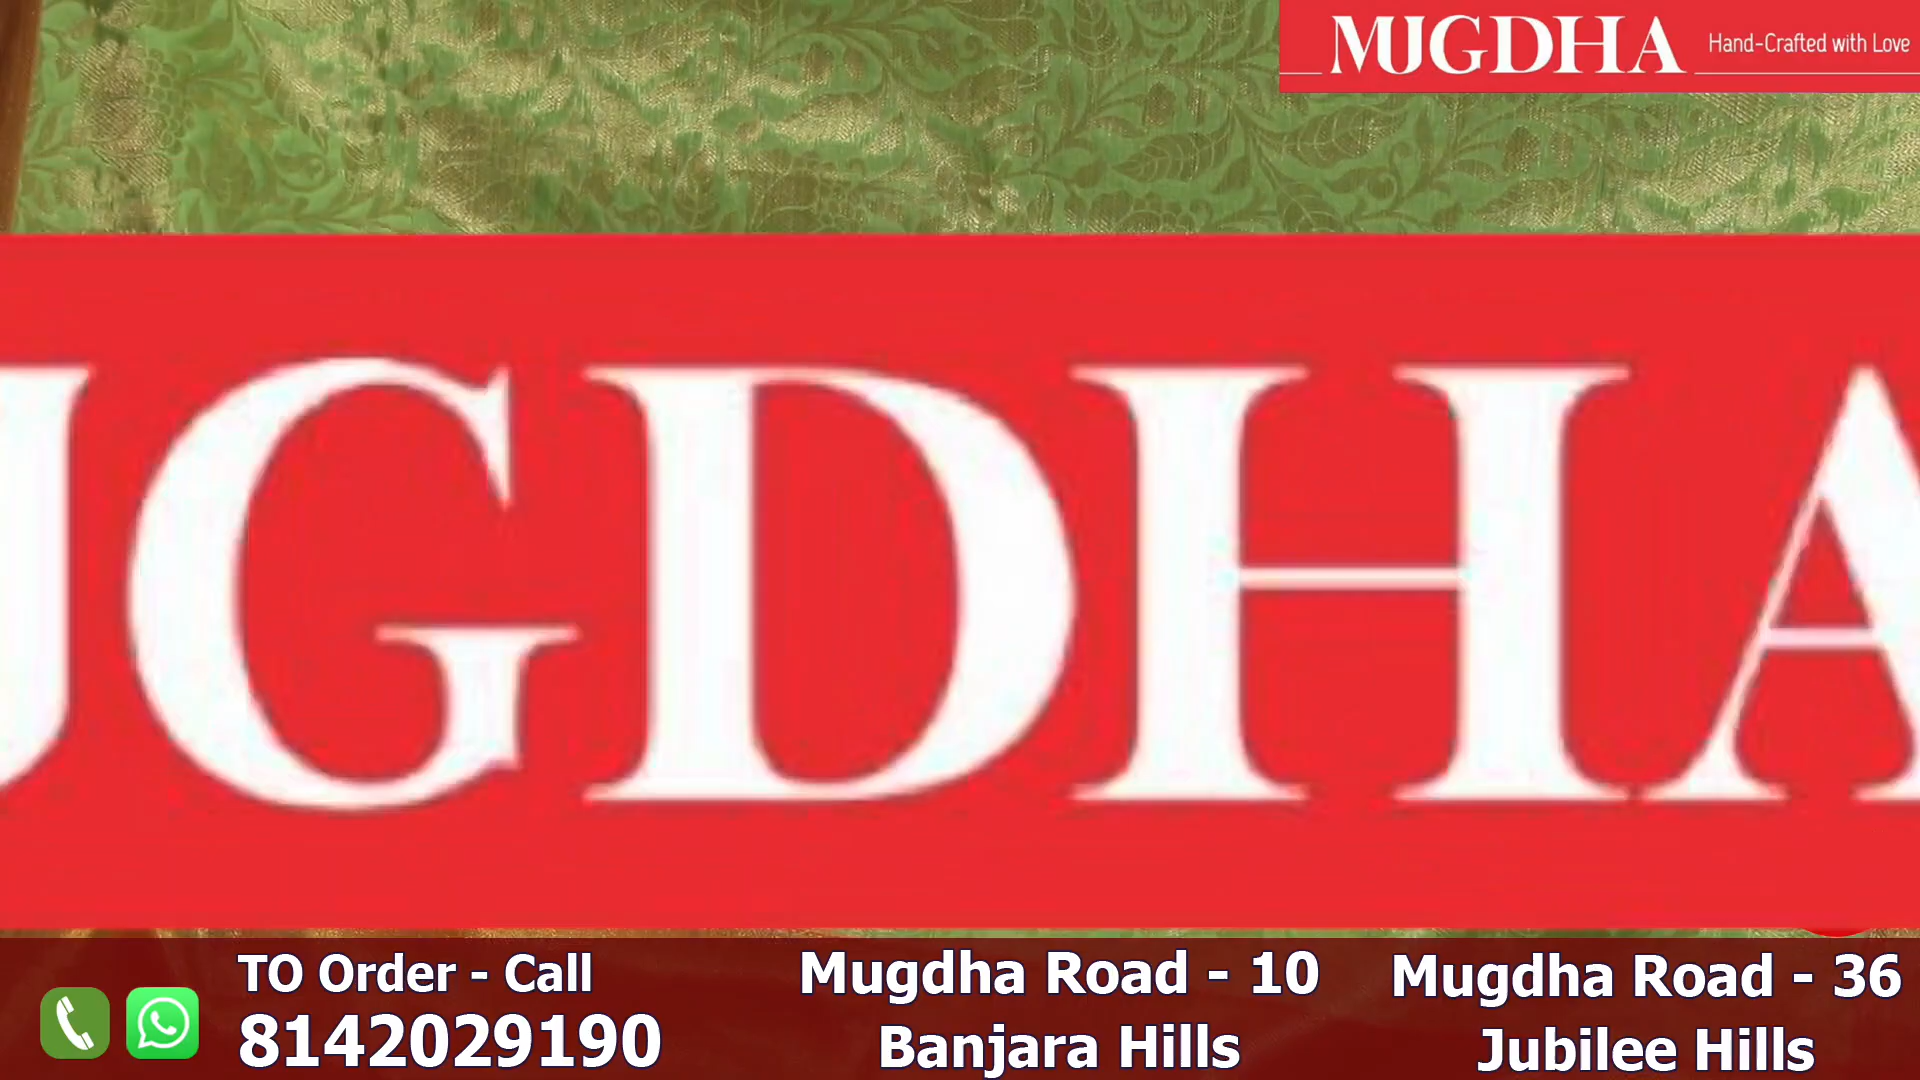 MUGDHA Hand-Crafted with Love
UGDHA
TO Order - Call
8142029190
Mugdha Road - 10
Banjara Hills
Mugdha Road - 36
Jubilee Hills